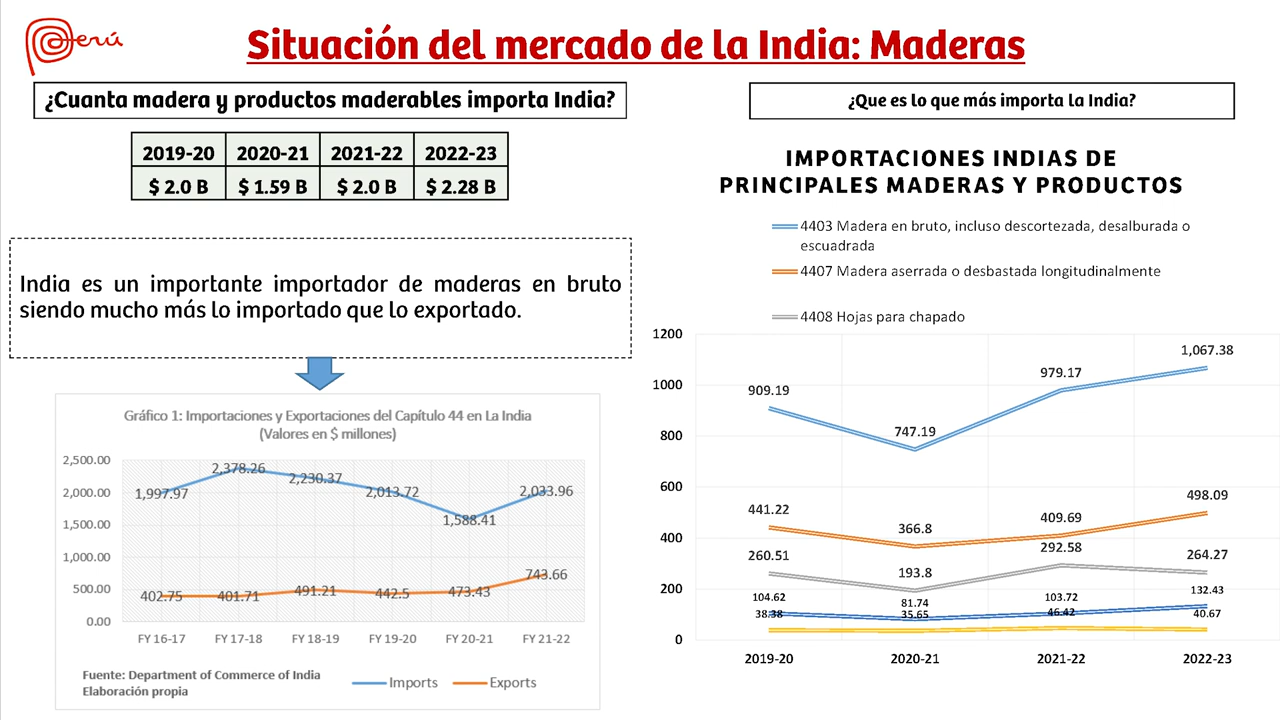 Perú
Situación del mercado de la India: Maderas
¿Cuanta madera y productos maderables importa India?
2019-20 2020-21 2021-22 2022-23
$ 2.0 B $ 1.59 B $ 2.0 B $ 2.28 B
India es un importante importador de maderas en bruto
siendo mucho más lo importado que lo exportado.
Gráfico 1: Importaciones y Exportaciones del Capítulo 44 en La India
(Valores en $ millones)
2,500.00
2,000.00
1,500.00
1,000.00
500.00
0.00
1,997.97 2,378.26 2,230.37 2,013.72 1,588.41 2,033.96
402.75 401.71 491.21 442.5 473.43 743.66
FY 16-17 FY 17-18 FY 18-19 FY 19-20 FY 20-21 FY 21-22
Fuente: Department of Commerce of India
Elaboración propia
Imports Exports
¿Que es lo que más importa la India?
IMPORTACIONES INDIAS DE
PRINCIPALES MADERAS Y PRODUCTOS
4403 Madera en bruto, incluso descortezada, desalburada o
escuadrada
4407 Madera aserrada o desbastada longitudinalmente
4408 Hojas para chapado
1200
1000
800
600
400
200
0
909.19 747.19 979.17 1,067.38
441.22 366.8 409.69 498.09
260.51 193.8 292.58 264.27
104.62 81.74 103.72 132.43
38.38 35.65 46.42 40.67
2019-20 2020-21 2021-22 2022-23